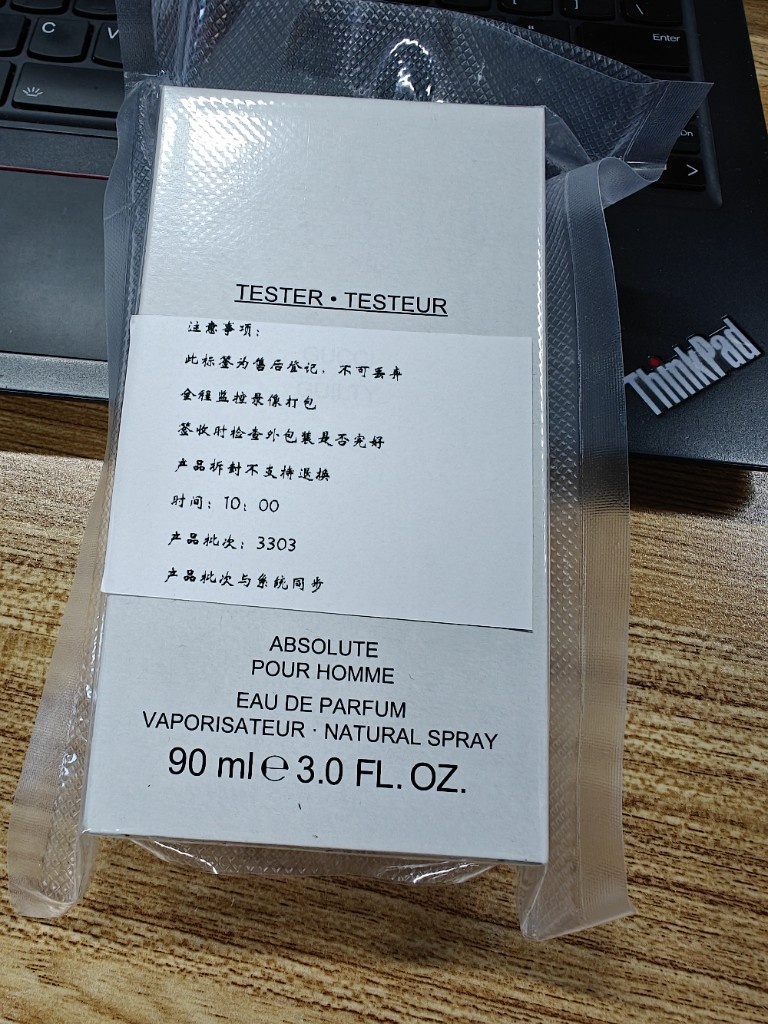 C
V
Enter
TESTER • TESTEUR
注意事项:
此标签为售后登记, 不可丢弃
GUILTY
全程监控录像打包
签收时检查外包装是否完好
产品拆封不支持退换
时间: 10: 00
产品批次: 3303
产品批次与系统同步
ThinkPad
ABSOLUTE
POUR HOMME
EAU DE PARFUM
VAPORISATEUR · NATURAL SPRAY
90 ml ℮ 3.0 FL. OZ.